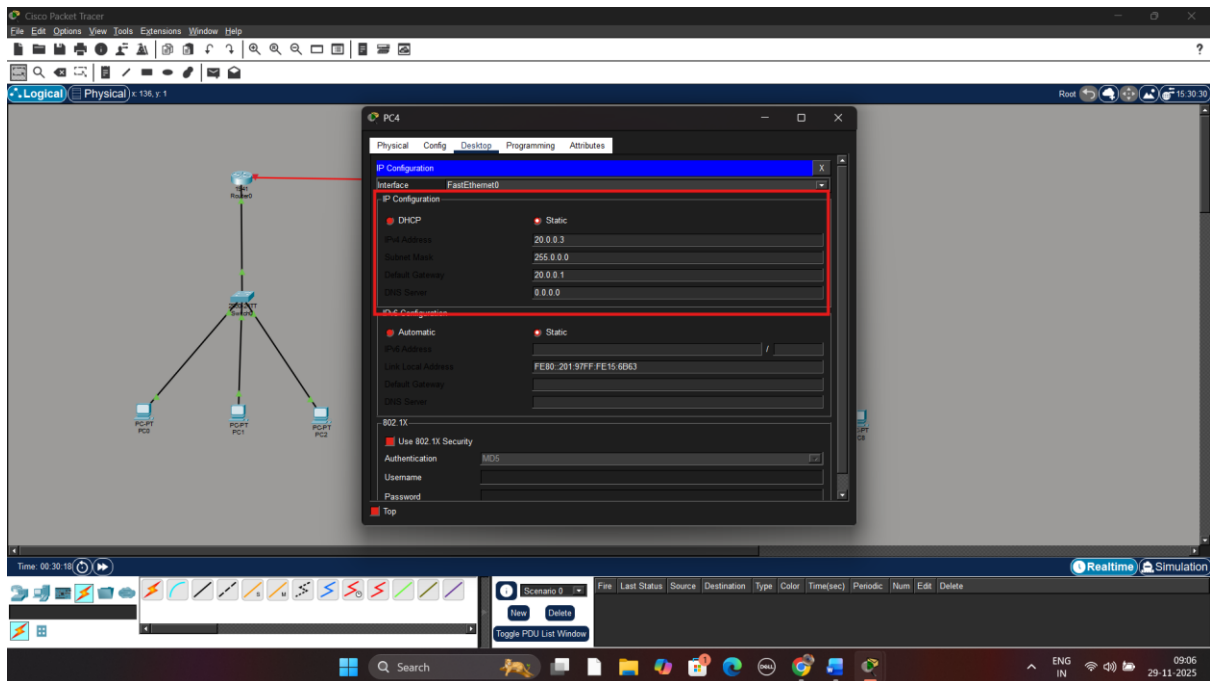 Cisco Packet Tracer
File Edit Options View Tools Extensions Window Help
?
Logical Physical x: 136, y: 1 Root 15:30:30
PC4
Physical Config Desktop Programming Attributes
IP Configuration X
Interface FastEthernet0
IP Configuration
DHCP Static
IPv4 Address 20.0.0.3
Subnet Mask 255.0.0.0
Default Gateway 20.0.0.1
DNS Server 0.0.0.0
IPv6 Configuration
Automatic Static
IPv6 Address /
Link Local Address FE80::201:97FF:FE15:6B63
Default Gateway
DNS Server
802.1X
Use 802.1X Security
Authentication MD5
Username
Password
Top
Router0
PC-PT
PC0
PC-PT
PC1
PC-PT
PC2
Time: 00:30:18 Realtime Simulation
Scenario 0
New Delete
Toggle PDU List Window
Fire Last Status Source Destination Type Color Time(sec) Periodic Num Edit Delete
Search
ENG
IN
09:06
29-11-2025